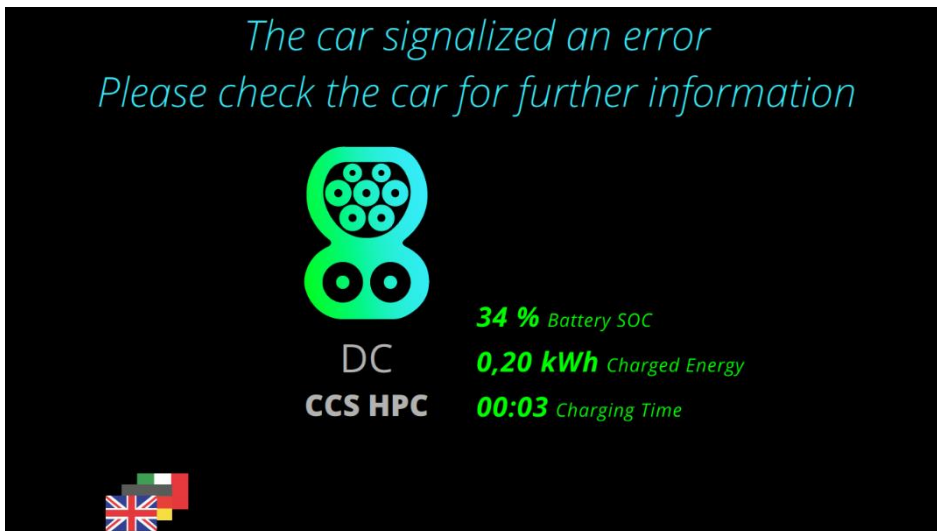 The car signalized an error
Please check the car for further information
34 % Battery SOC
DC
0,20 kWh Charged Energy
CCS HPC
00:03 Charging Time